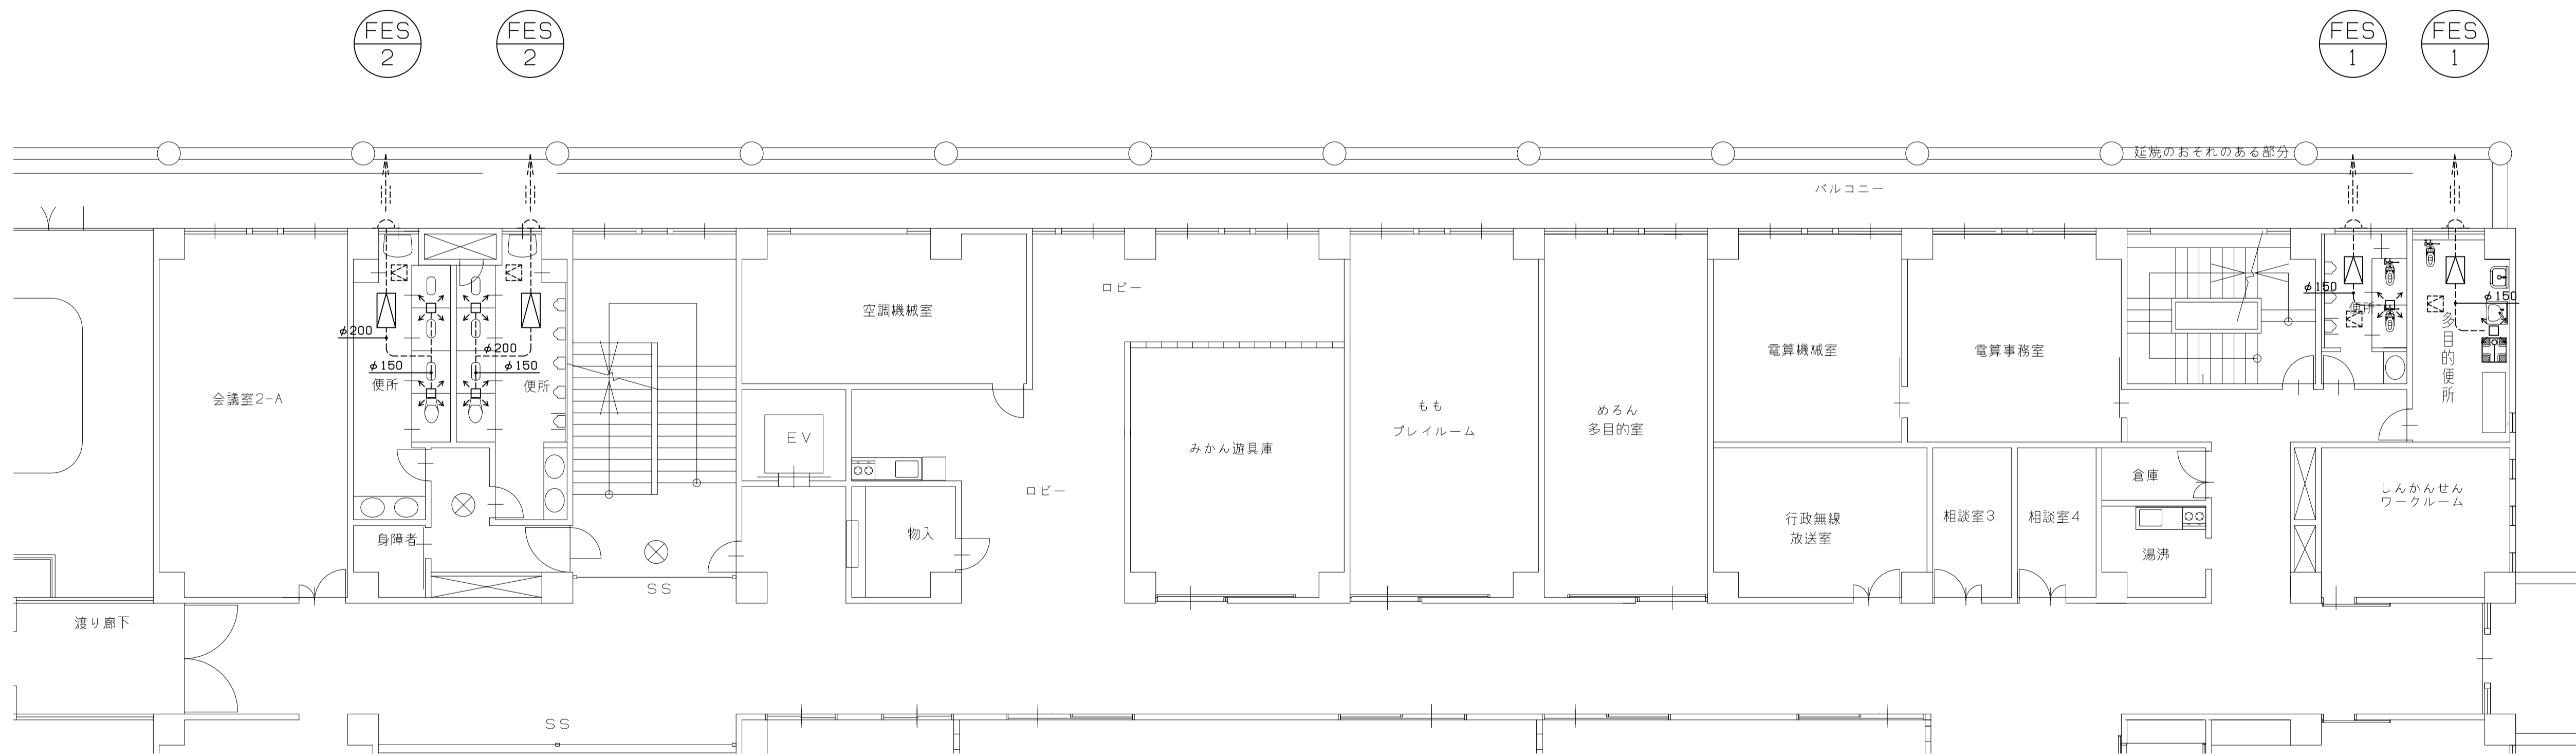 FES
2
FES
2
FES
1
FES
1
延焼のおそれのある部分
バルコニー
ロビー
空調機械室
φ200
φ200
φ150
φ150
便所
便所
会議室2-A
EV
みかん遊具庫
もも
プレイルーム
めろん
多目的室
電算機械室
電算事務室
φ150
便所
φ150
多目的便所
ロビー
物入
身障者
SS
行政無線
放送室
相談室3
相談室4
倉庫
湯沸
しんかんせん
ワークルーム
渡り廊下
SS